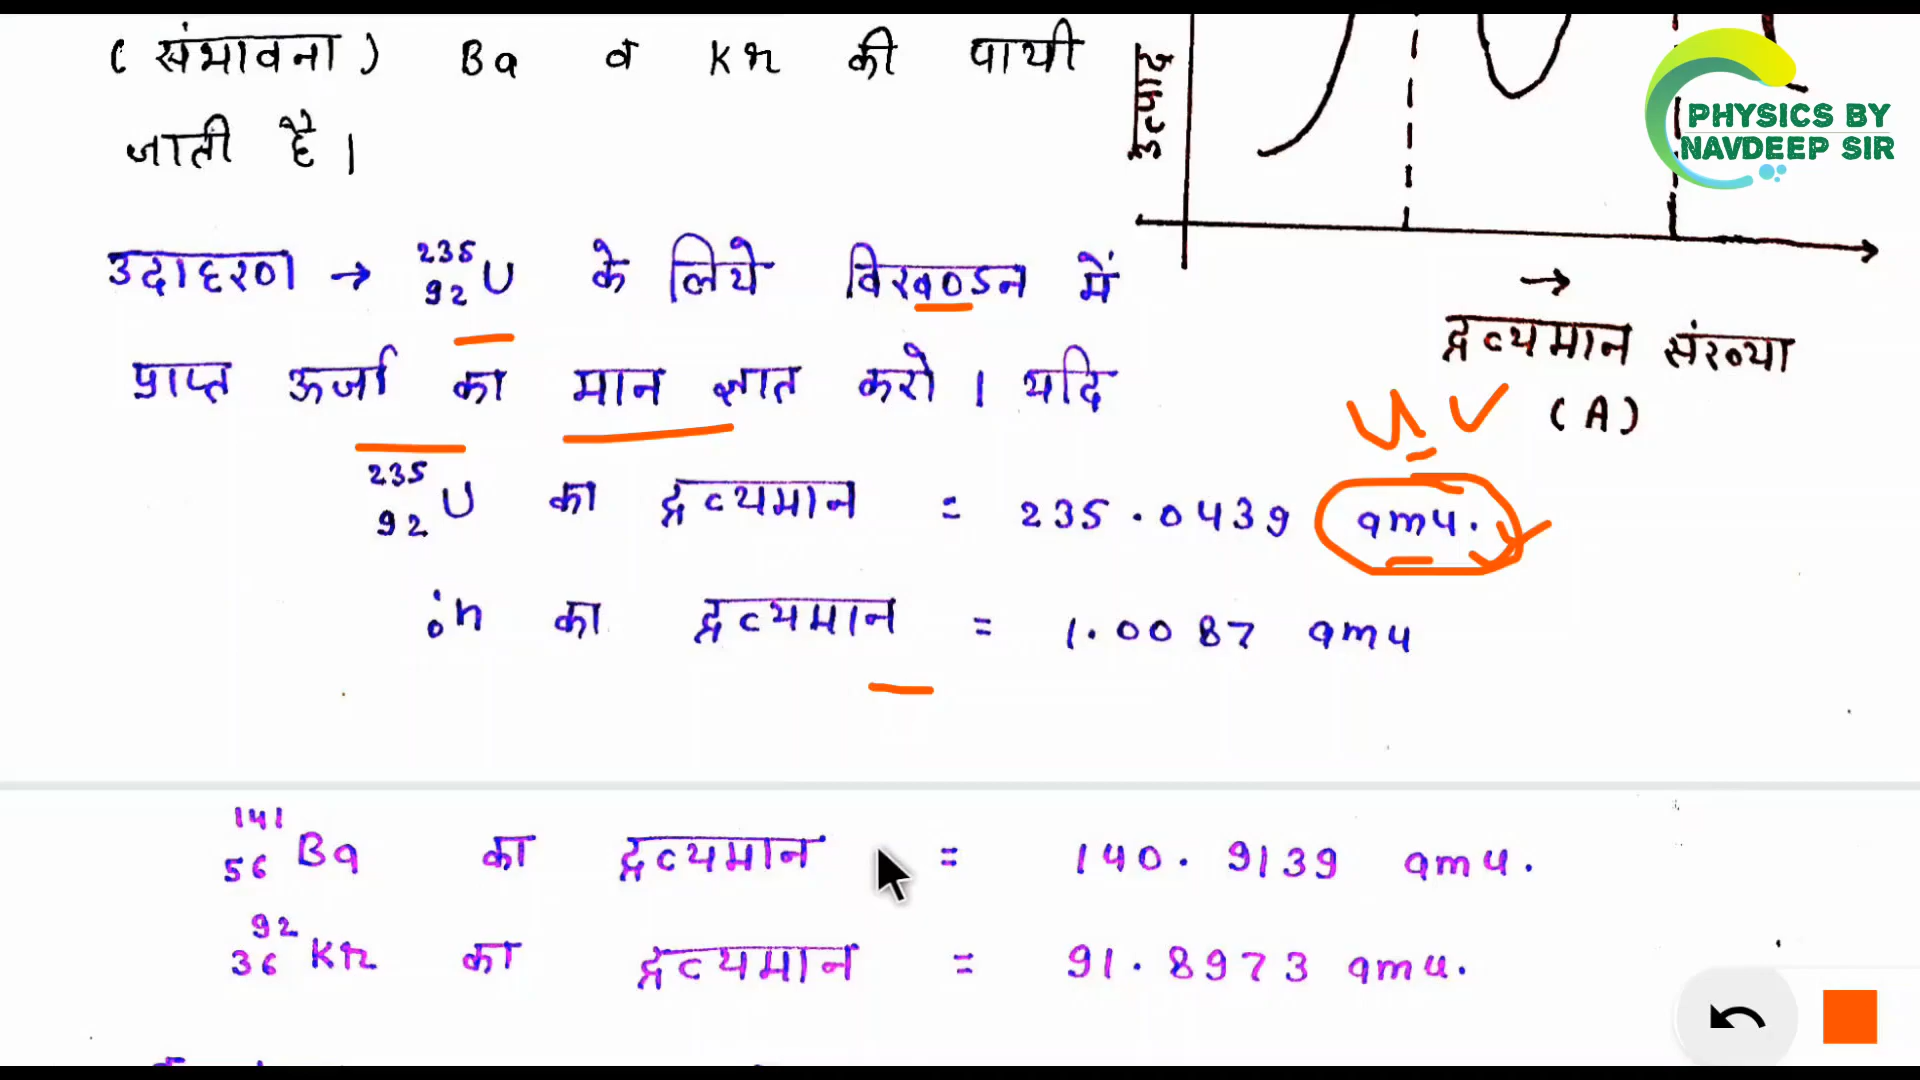 ( संभावना ) Ba व Kr की पायी
जाती है ।
उत्पाद
PHYSICS BY
NAVDEEP SIR
→
द्रव्यमान संख्या
(A)
उदाहरण → ²³⁵₉₂U के लिये विखण्डन में
प्राप्त ऊर्जा का मान ज्ञात करो । यदि
²³⁵₉₂U का द्रव्यमान = 235.0439 amu.
¹₀n का द्रव्यमान = 1.0087 amu
¹⁴¹₅₆Ba का द्रव्यमान = 140.9139 amu.
⁹²₃₆Kr का द्रव्यमान = 91.8973 amu.